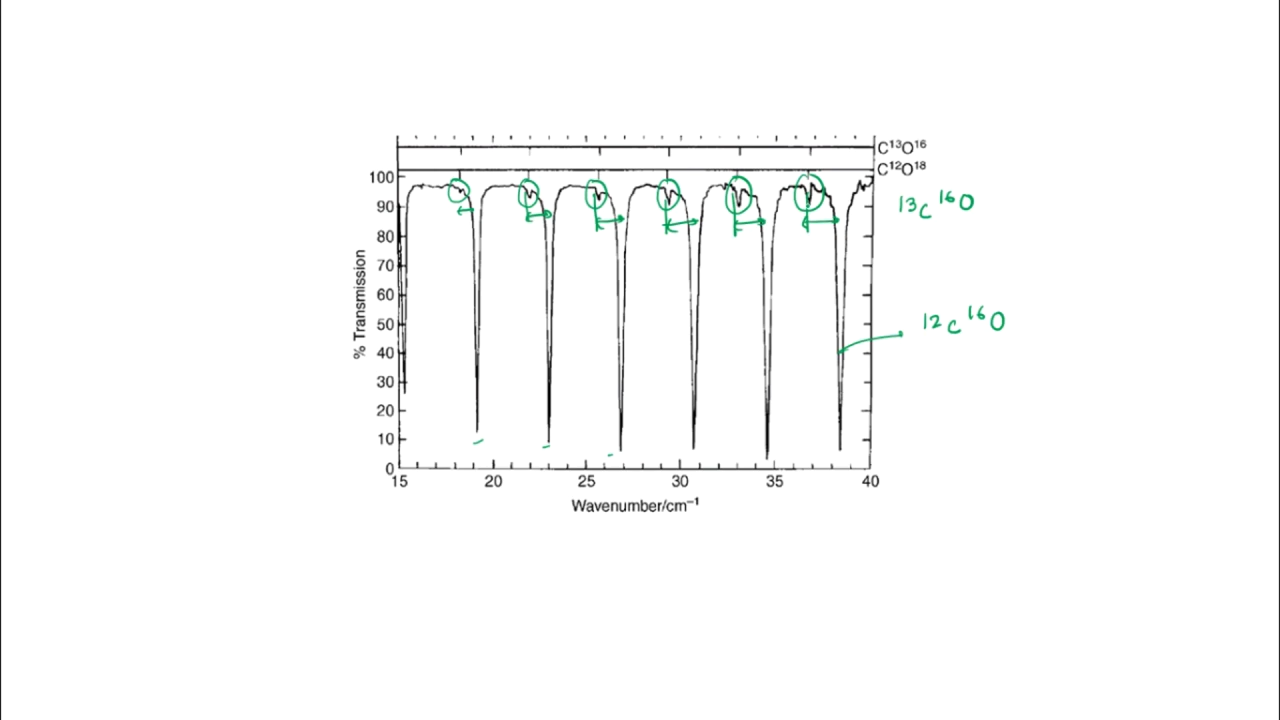 C¹³O¹⁶
C¹²O¹⁸
100
90
80
70
60
50
40
30
20
10
0
% Transmission
15 20 25 30 35 40
Wavenumber/cm⁻¹
¹³C¹⁶O
¹²C¹⁶O